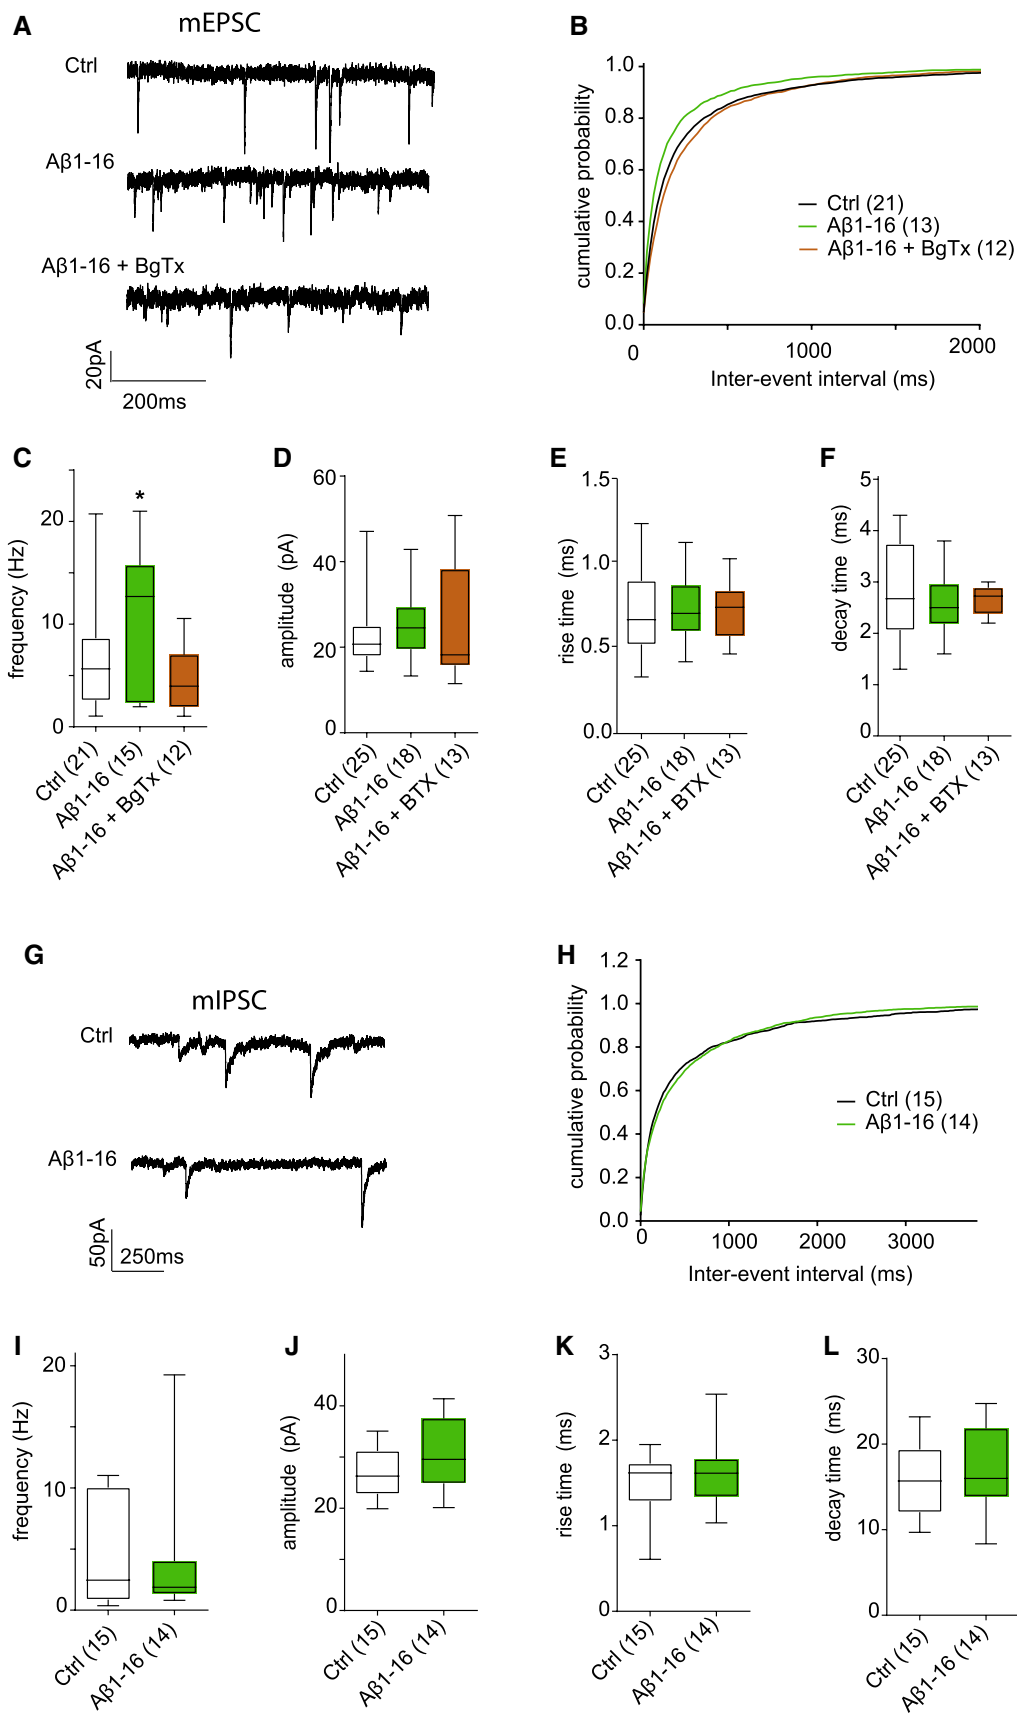 A
mEPSC
Ctrl
Aβ1-16
Aβ1-16 + BgTx
20pA
200ms
B
cumulative probability
1.0
0.8
0.6
0.4
0.2
0.0
0
1000
2000
Inter-event interval (ms)
Ctrl (21)
Aβ1-16 (13)
Aβ1-16 + BgTx (12)
C
frequency (Hz)
20
10
0
*
Ctrl (21)
Aβ1-16 (15)
Aβ1-16 + BgTx (12)
D
amplitude (pA)
60
40
20
0
Ctrl (25)
Aβ1-16 (18)
Aβ1-16 + BTX (13)
E
rise time (ms)
1.5
1.0
0.5
0.0
Ctrl (25)
Aβ1-16 (18)
Aβ1-16 + BTX (13)
F
decay time (ms)
5
4
3
2
1
0
Ctrl (25)
Aβ1-16 (18)
Aβ1-16 + BTX (13)
G
mIPSC
Ctrl
Aβ1-16
50pA
250ms
H
cumulative probability
1.2
1.0
0.8
0.6
0.4
0.2
0.0
0
1000
2000
3000
Inter-event interval (ms)
Ctrl (15)
Aβ1-16 (14)
I
frequency (Hz)
20
10
0
Ctrl (15)
Aβ1-16 (14)
J
amplitude (pA)
40
20
0
Ctrl (15)
Aβ1-16 (14)
K
rise time (ms)
3
2
1
0
Ctrl (15)
Aβ1-16 (14)
L
decay time (ms)
30
20
10
0
Ctrl (15)
Aβ1-16 (14)